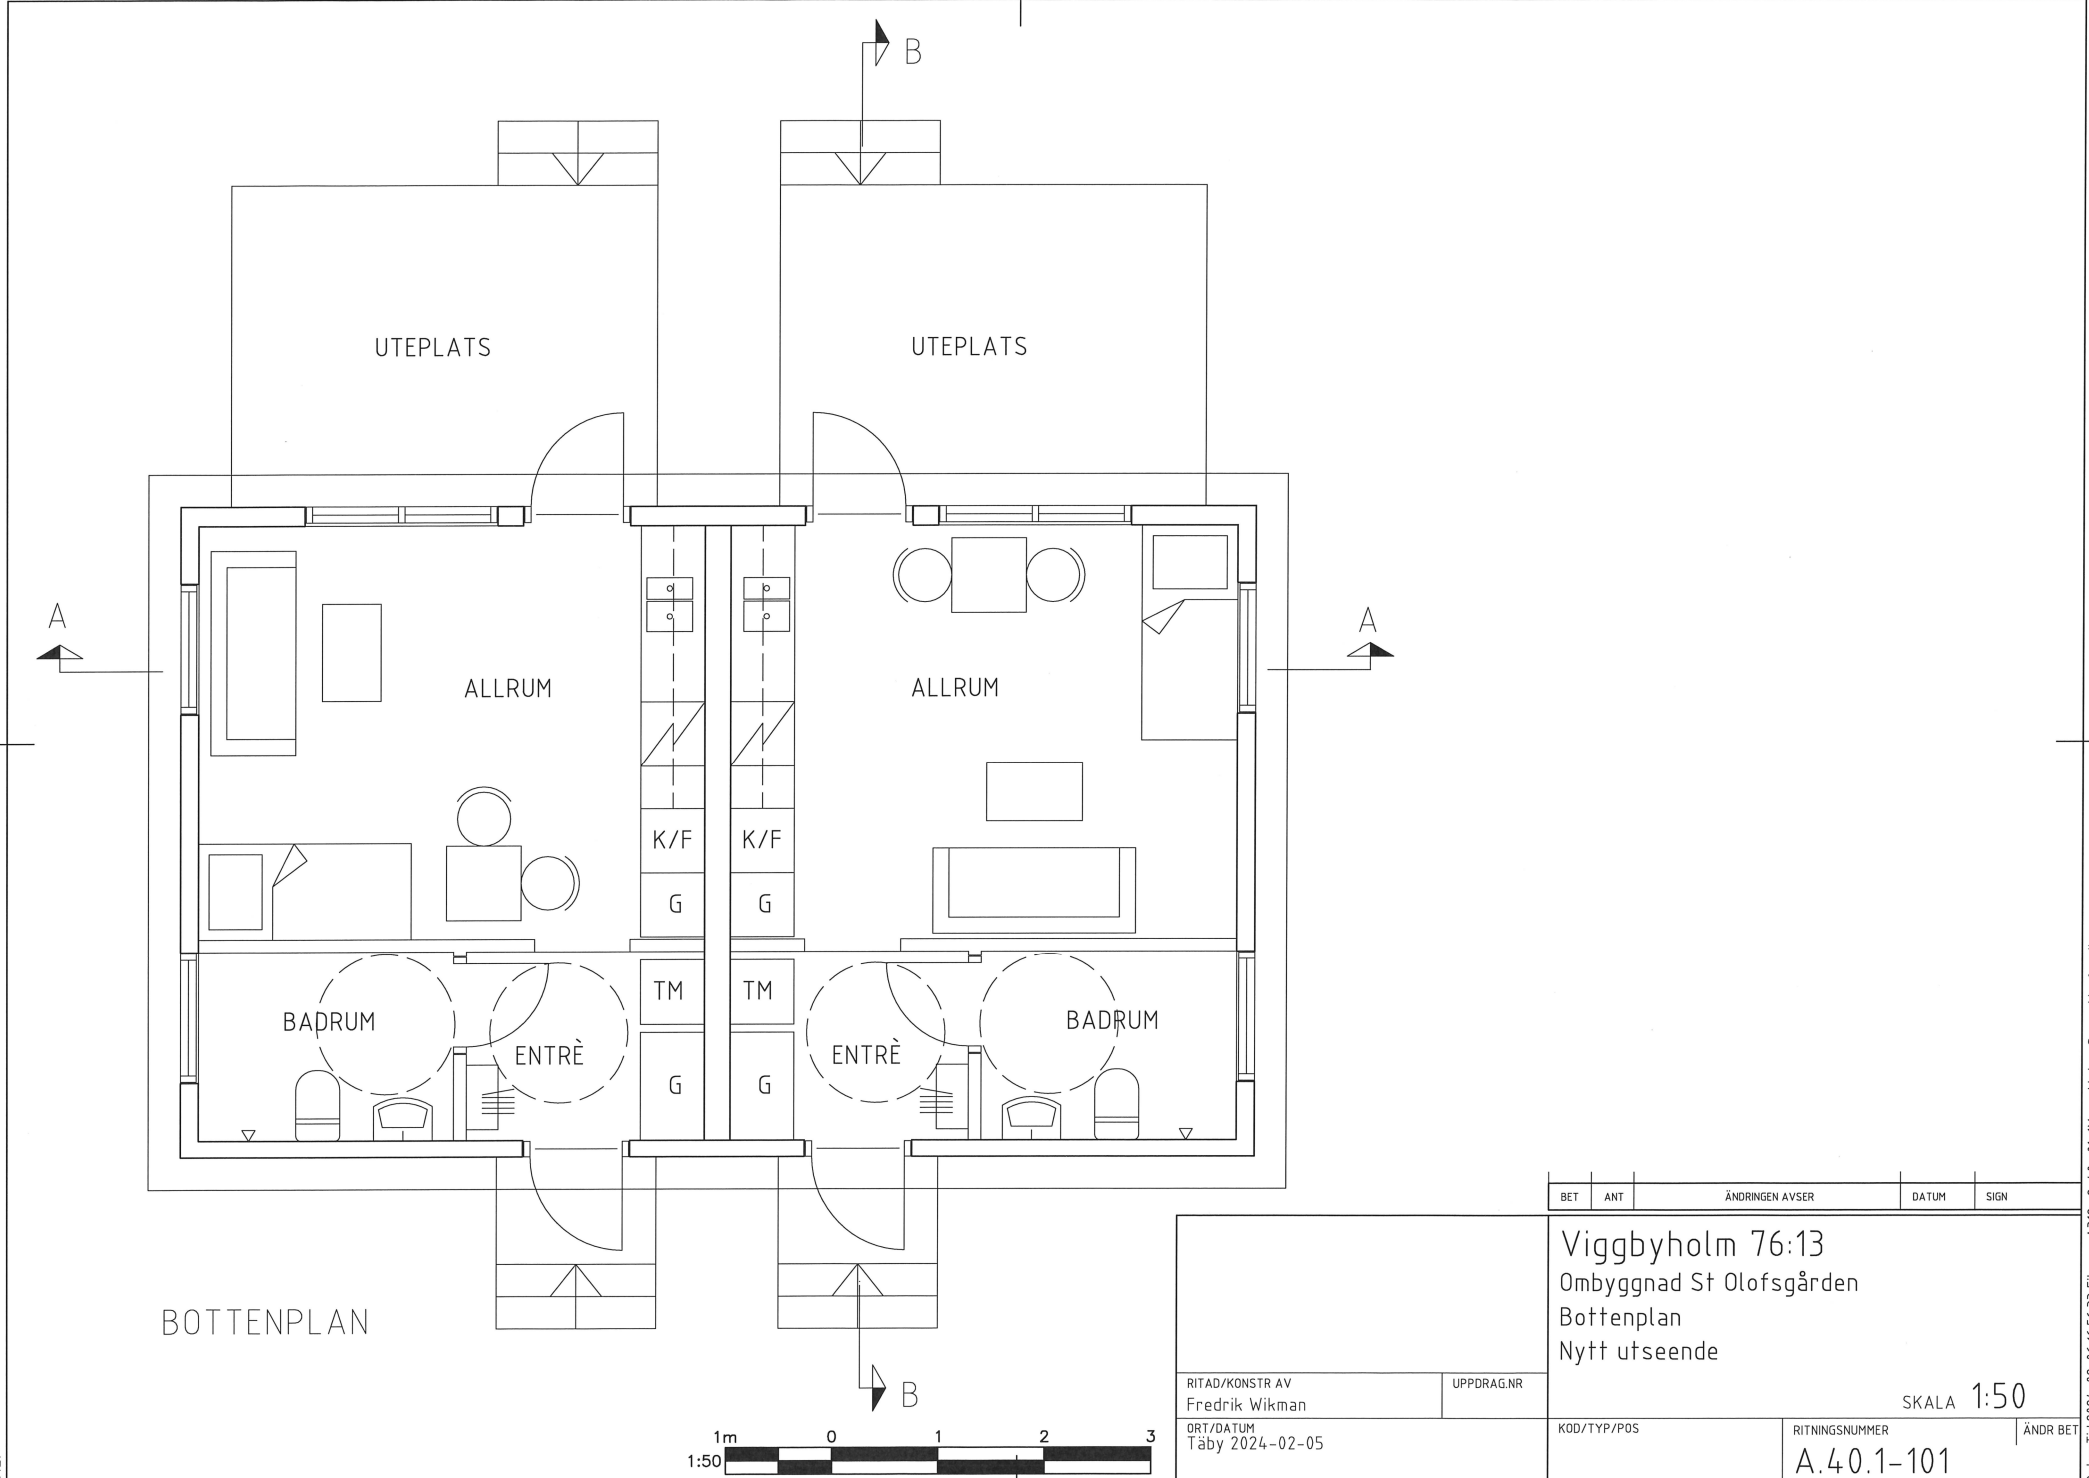 B
UTEPLATS
UTEPLATS
A
A
ALLRUM
ALLRUM
K/F
K/F
G
G
TM
TM
BADRUM
BADRUM
ENTRÈ
ENTRÈ
G
G
BOTTENPLAN
B
1m 0 1 2 3
1:50
BET ANT ÄNDRINGEN AVSER DATUM SIGN
Viggbyholm 76:13
Ombyggnad St Olofsgården
Bottenplan
Nytt utseende
SKALA 1:50
RITAD/KONSTR AV
Fredrik Wikman
UPPDRAG.NR
ORT/DATUM
Täby 2024-02-05
KOD/TYP/POS
RITNINGSNUMMER
A.40.1-101
ÄNDR BET